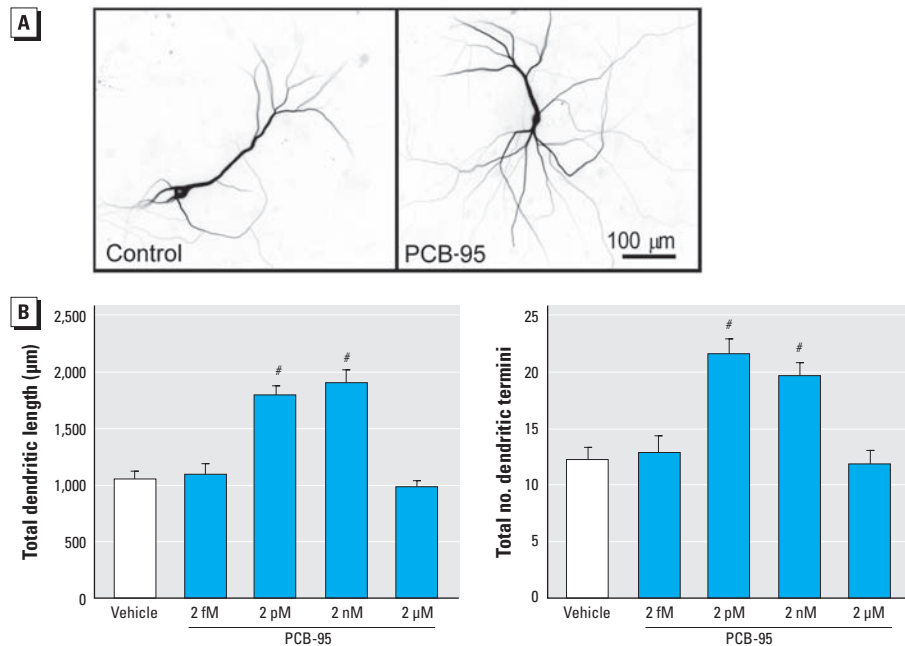 A
Control
PCB-95
100 μm
B
Total dendritic length (μm)
2,500
2,000
1,500
1,000
500
0
#
#
Vehicle
2 fM
2 pM
2 nM
2 μM
PCB-95
Total no. dendritic termini
25
20
15
10
5
0
#
#
Vehicle
2 fM
2 pM
2 nM
2 μM
PCB-95